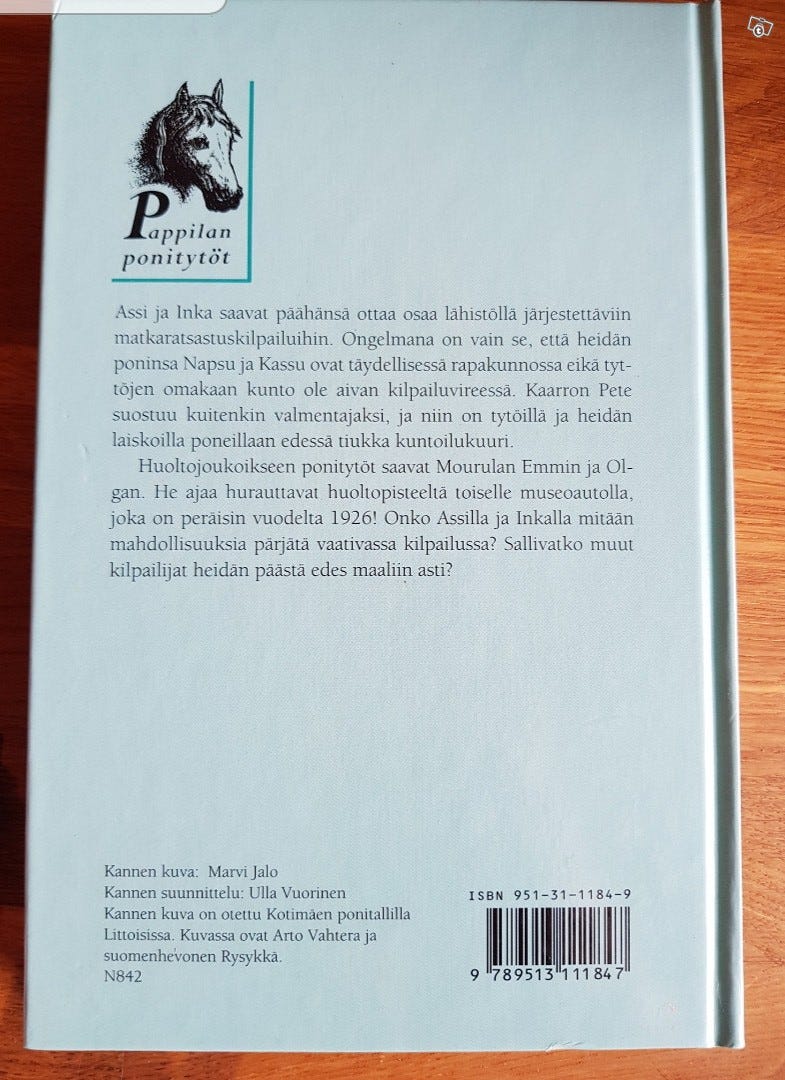 Pappilan
ponitytöt
Assi ja Inka saavat päähänsä ottaa osaa lähistöllä järjestettäviin
matkaratsastuskilpailuihin. Ongelmana on vain se, että heidän
poninsa Napsu ja Kassu ovat täydellisessä rapakunnossa eikä tyt-
töjen omakaan kunto ole aivan kilpailuvireessä. Kaarron Pete
suostuu kuitenkin valmentajaksi, ja niin on tytöillä ja heidän
laiskoilla poneillaan edessä tiukka kuntoilukuuri.
Huoltojoukoikseen ponitytöt saavat Mourulan Emmin ja Ol-
gan. He ajaa hurauttavat huoltopisteeltä toiselle museoautolla,
joka on peräisin vuodelta 1926! Onko Assilla ja Inkalla mitään
mahdollisuuksia pärjätä vaativassa kilpailussa? Sallivatko muut
kilpailijat heidän päästä edes maaliin asti?
Kannen kuva: Marvi Jalo
Kannen suunnittelu: Ulla Vuorinen
Kannen kuva on otettu Kotimäen ponitallilla
Littoisissa. Kuvassa ovat Arto Vahtera ja
suomenhevonen Rysykkä.
N842
ISBN 951-31-1184-9
9 789513 111847